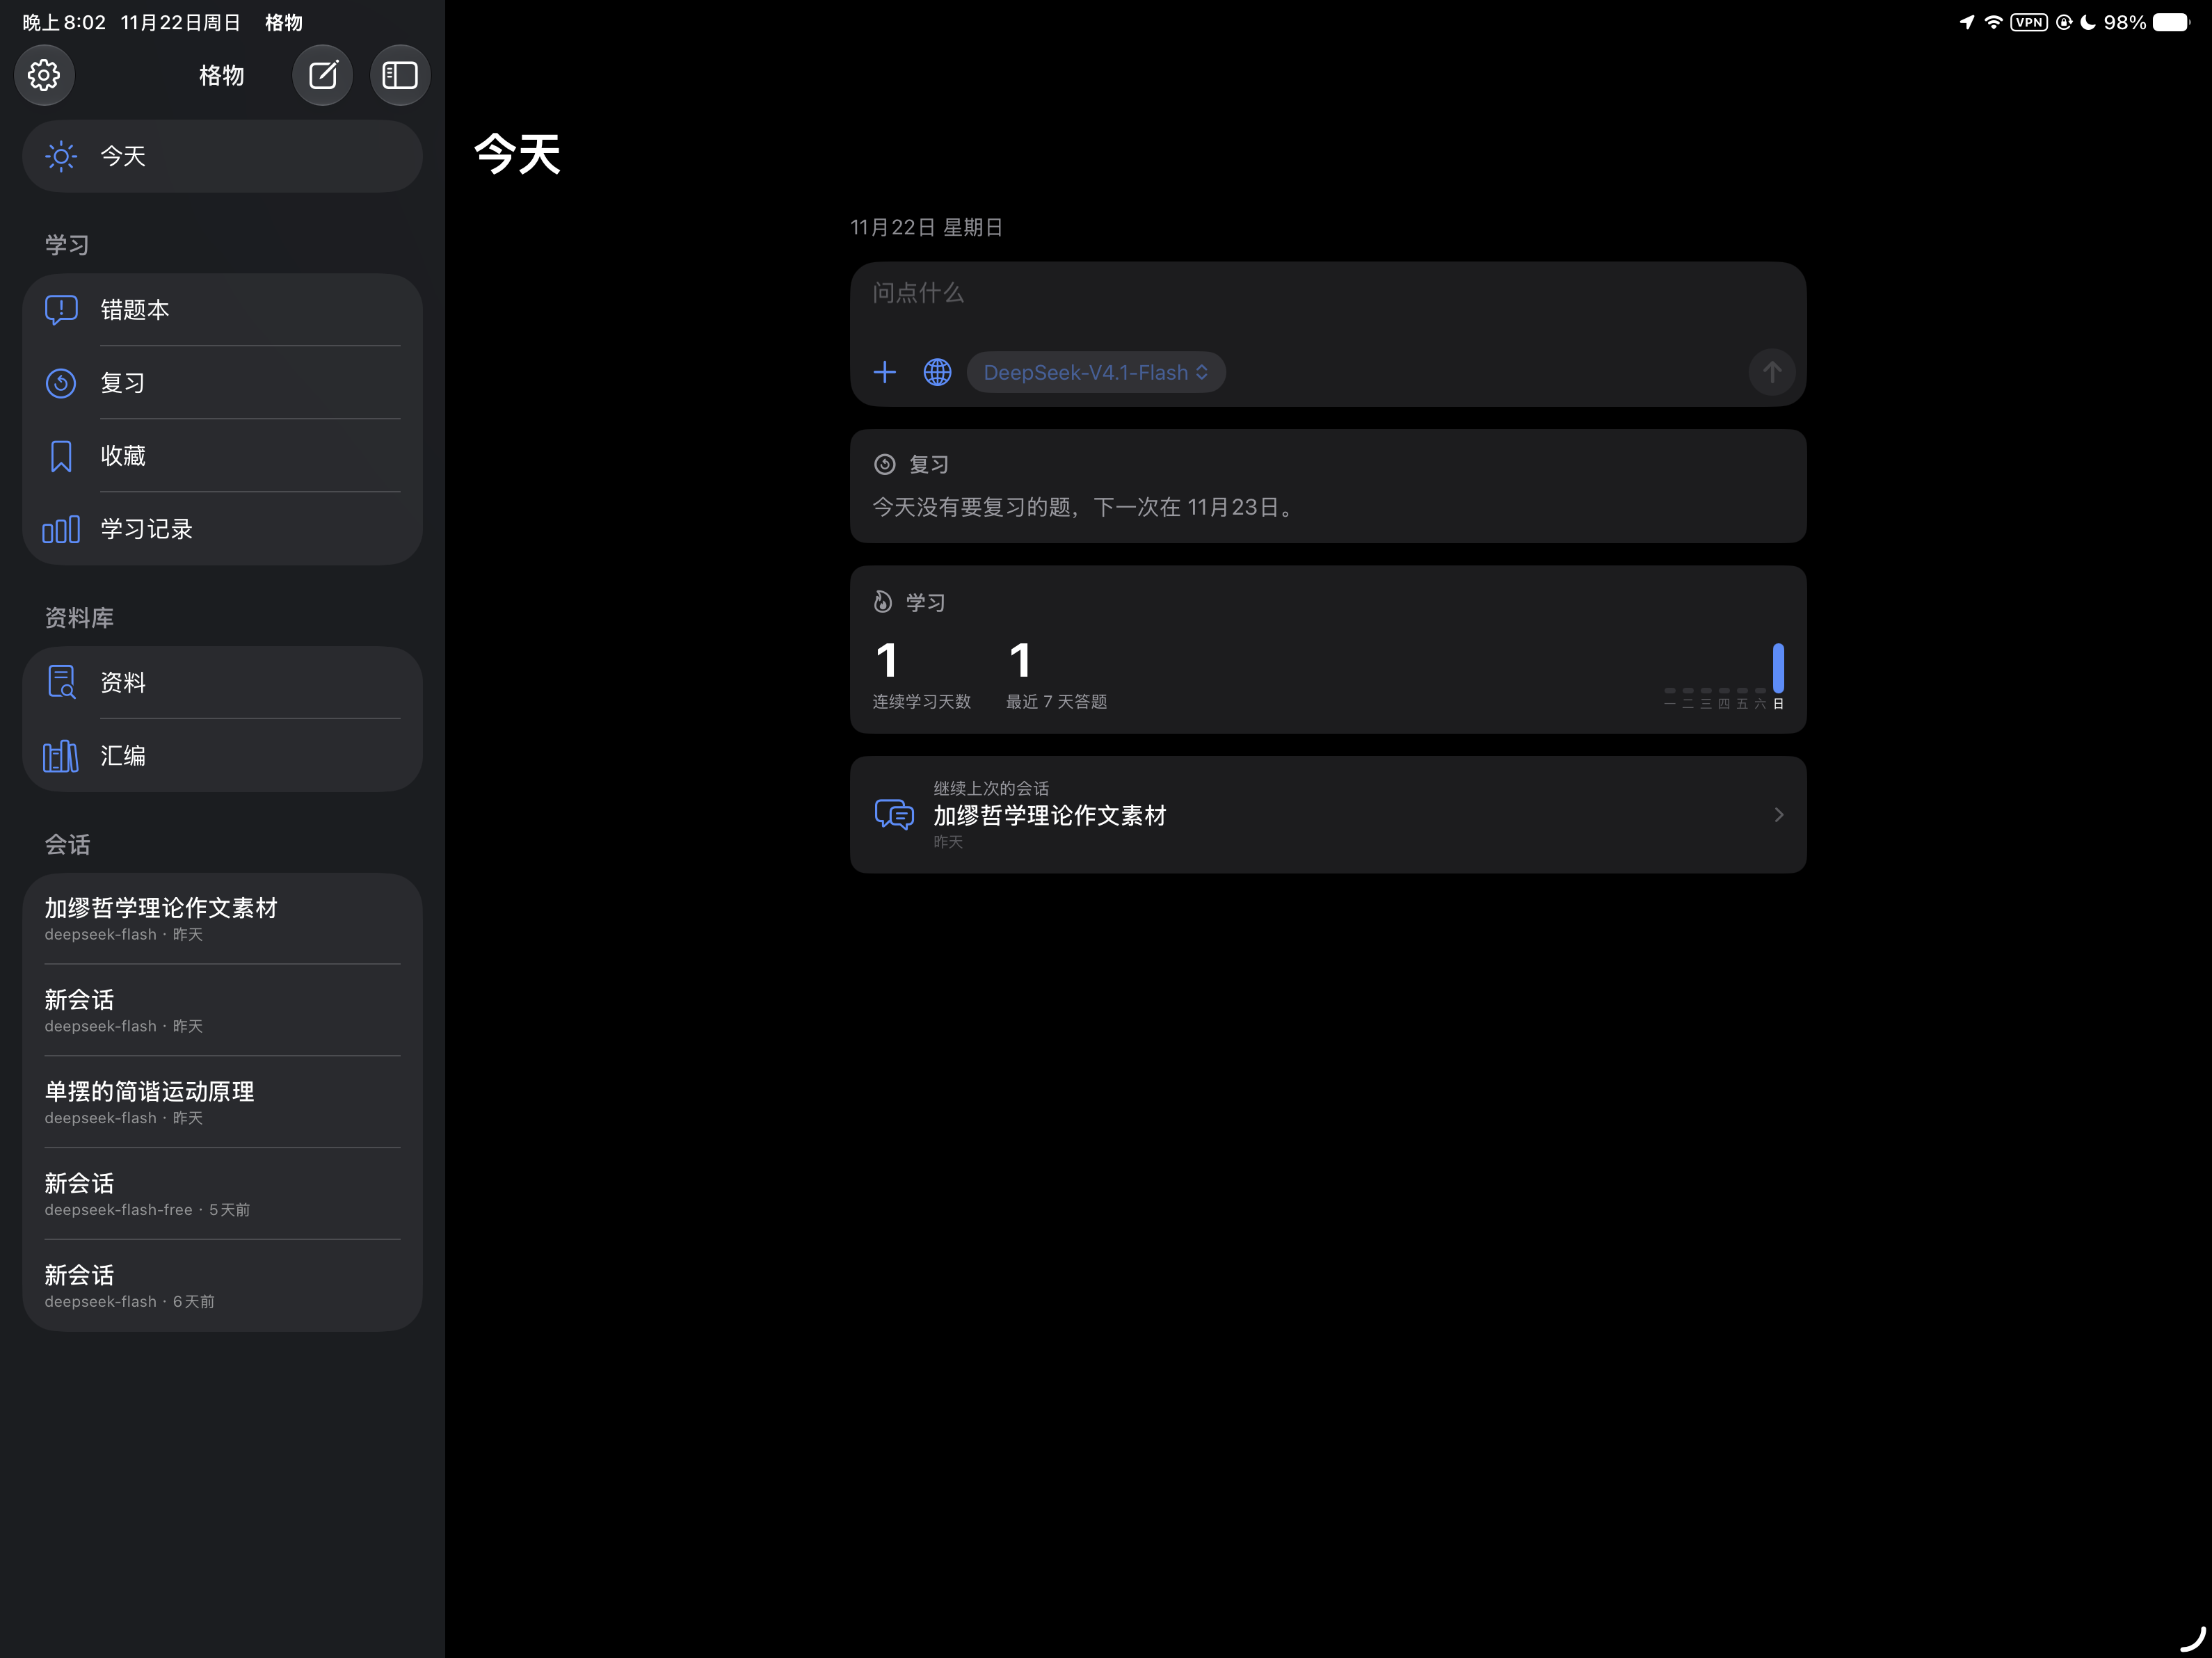 晚上8:02 11月22日周日 格物
VPN 98%
格物
今天
学习
错题本
复习
收藏
学习记录
资料库
资料
汇编
会话
加缪哲学理论作文素材
deepseek-flash · 昨天
新会话
deepseek-flash · 昨天
单摆的简谐运动原理
deepseek-flash · 昨天
新会话
deepseek-flash-free · 5天前
新会话
deepseek-flash · 6天前
今天
11月22日 星期日
问点什么
DeepSeek-V4.1-Flash
复习
今天没有要复习的题，下一次在 11月23日。
学习
1 1
连续学习天数 最近 7 天答题
一 二 三 四 五 六 日
继续上次的会话
加缪哲学理论作文素材
昨天